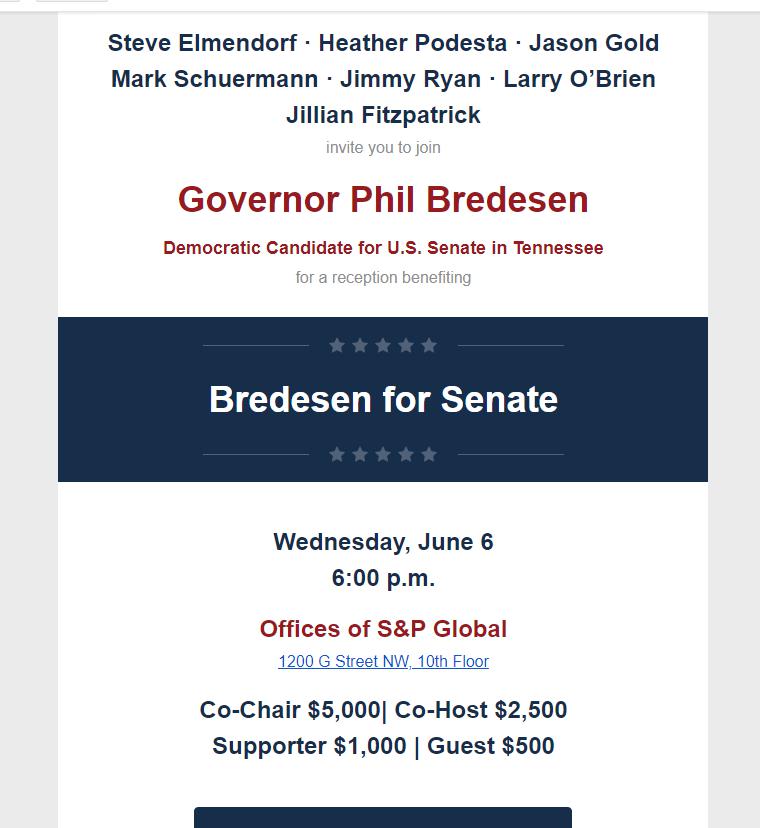 Steve Elmendorf · Heather Podesta · Jason Gold
Mark Schuermann · Jimmy Ryan · Larry O’Brien
Jillian Fitzpatrick
invite you to join
Governor Phil Bredesen
Democratic Candidate for U.S. Senate in Tennessee
for a reception benefiting
Bredesen for Senate
Wednesday, June 6
6:00 p.m.
Offices of S&P Global
1200 G Street NW, 10th Floor
Co-Chair $5,000| Co-Host $2,500
Supporter $1,000 | Guest $500